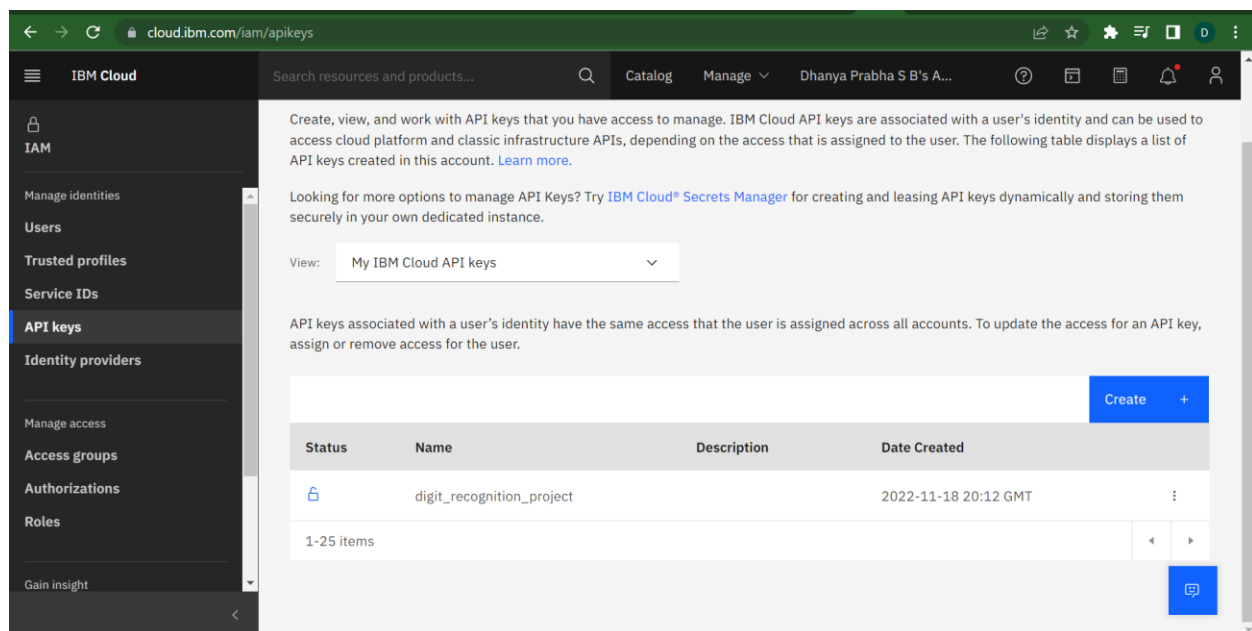 cloud.ibm.com/iam/apikeys
D
IBM Cloud
Search resources and products...
Catalog
Manage
Dhanya Prabha S B's A...
IAM
Manage identities
Users
Trusted profiles
Service IDs
API keys
Identity providers
Manage access
Access groups
Authorizations
Roles
Gain insight
Create, view, and work with API keys that you have access to manage. IBM Cloud API keys are associated with a user's identity and can be used to
access cloud platform and classic infrastructure APIs, depending on the access that is assigned to the user. The following table displays a list of
API keys created in this account. Learn more.
Looking for more options to manage API Keys? Try IBM Cloud® Secrets Manager for creating and leasing API keys dynamically and storing them
securely in your own dedicated instance.
View: My IBM Cloud API keys
API keys associated with a user's identity have the same access that the user is assigned across all accounts. To update the access for an API key,
assign or remove access for the user.
Create +
Status Name Description Date Created
digit_recognition_project 2022-11-18 20:12 GMT
1-25 items